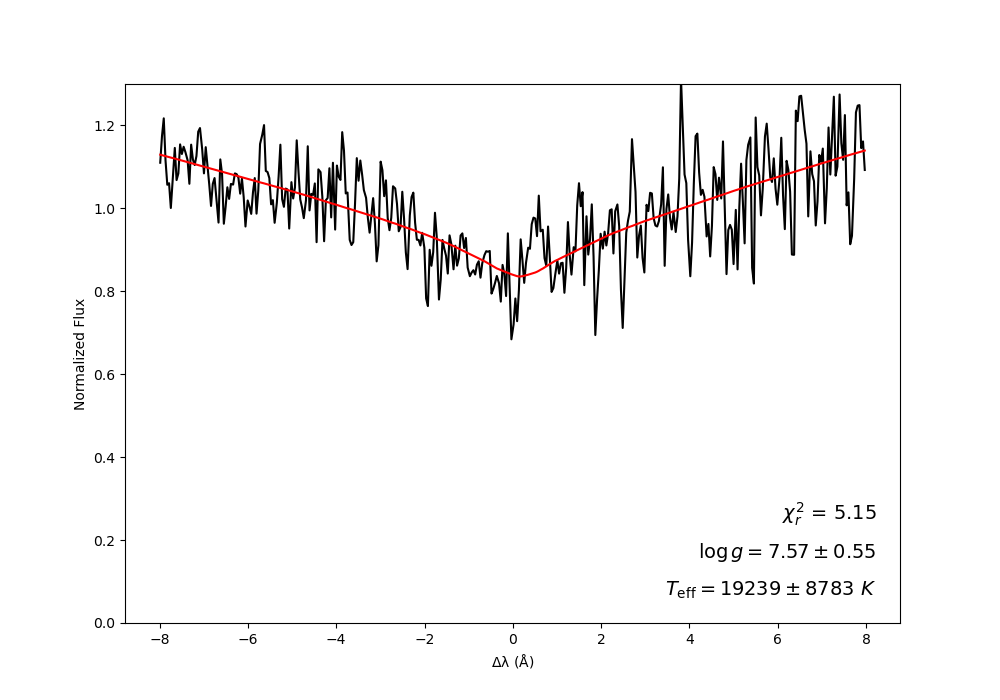 1.2
1.0
0.8
0.6
0.4
0.2
0.0
Normalized Flux
χ²ᵣ = 5.15
log g = 7.57 ± 0.55
T_eff = 19239 ± 8783 K
−8 −6 −4 −2 0 2 4 6 8
Δλ (Å)